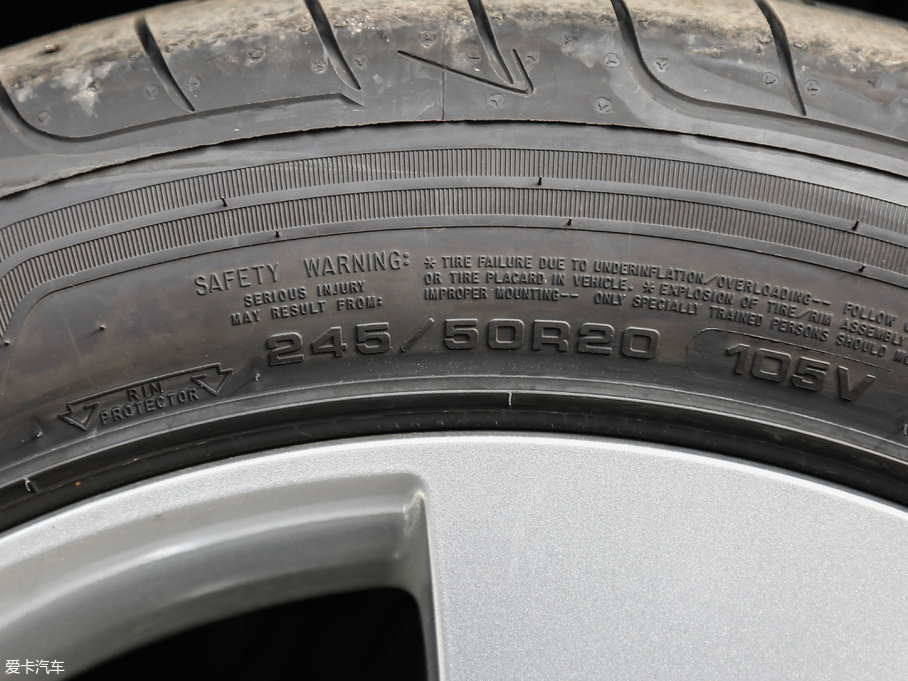 SAFETY WARNING:
SERIOUS INJURY
MAY RESULT FROM:
* TIRE FAILURE DUE TO UNDERINFLATION/OVERLOADING-- FOLLOW
OR TIRE PLACARD IN VEHICLE. * EXPLOSION OF TIRE/RIM ASSEMBLY
IMPROPER MOUNTING-- ONLY SPECIALLY TRAINED PERSONS SHOULD
245/50R20
105V
RIM
PROTECTOR
爱卡汽车